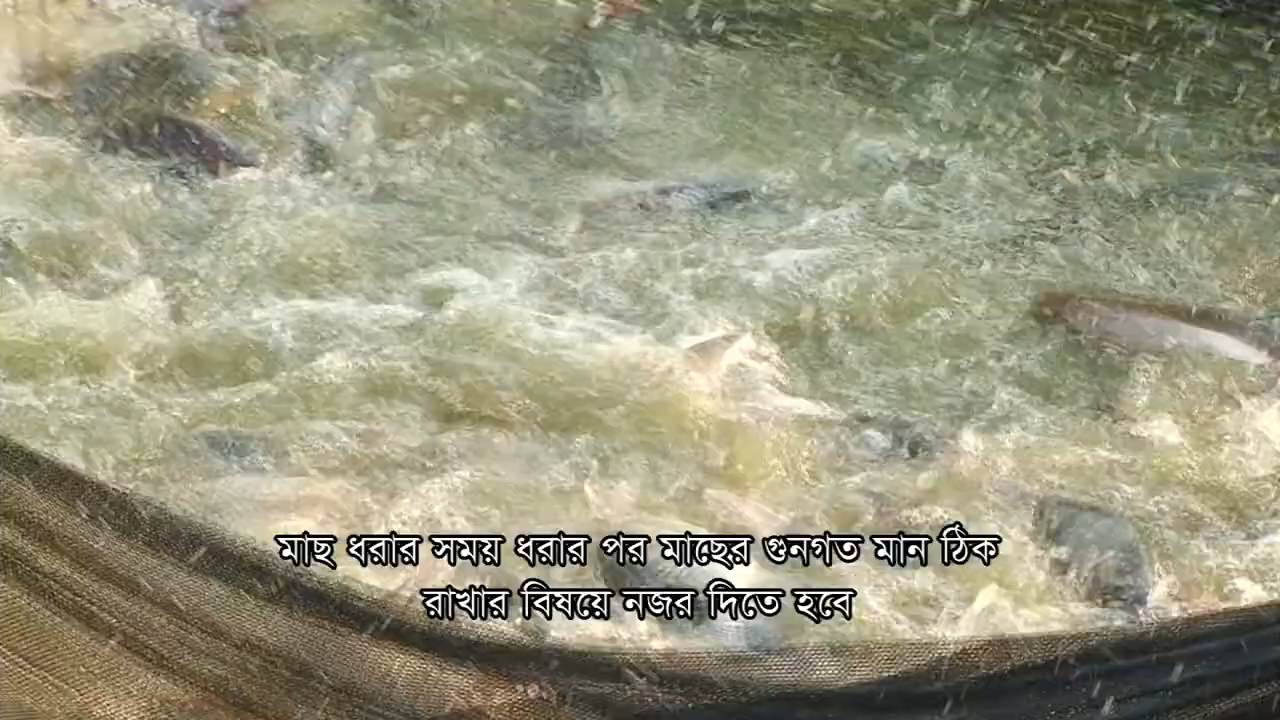 মাছ ধরার সময় ধরার পর মাছের গুনগত মান ঠিক
রাখার বিষয়ে নজর দিতে হবে